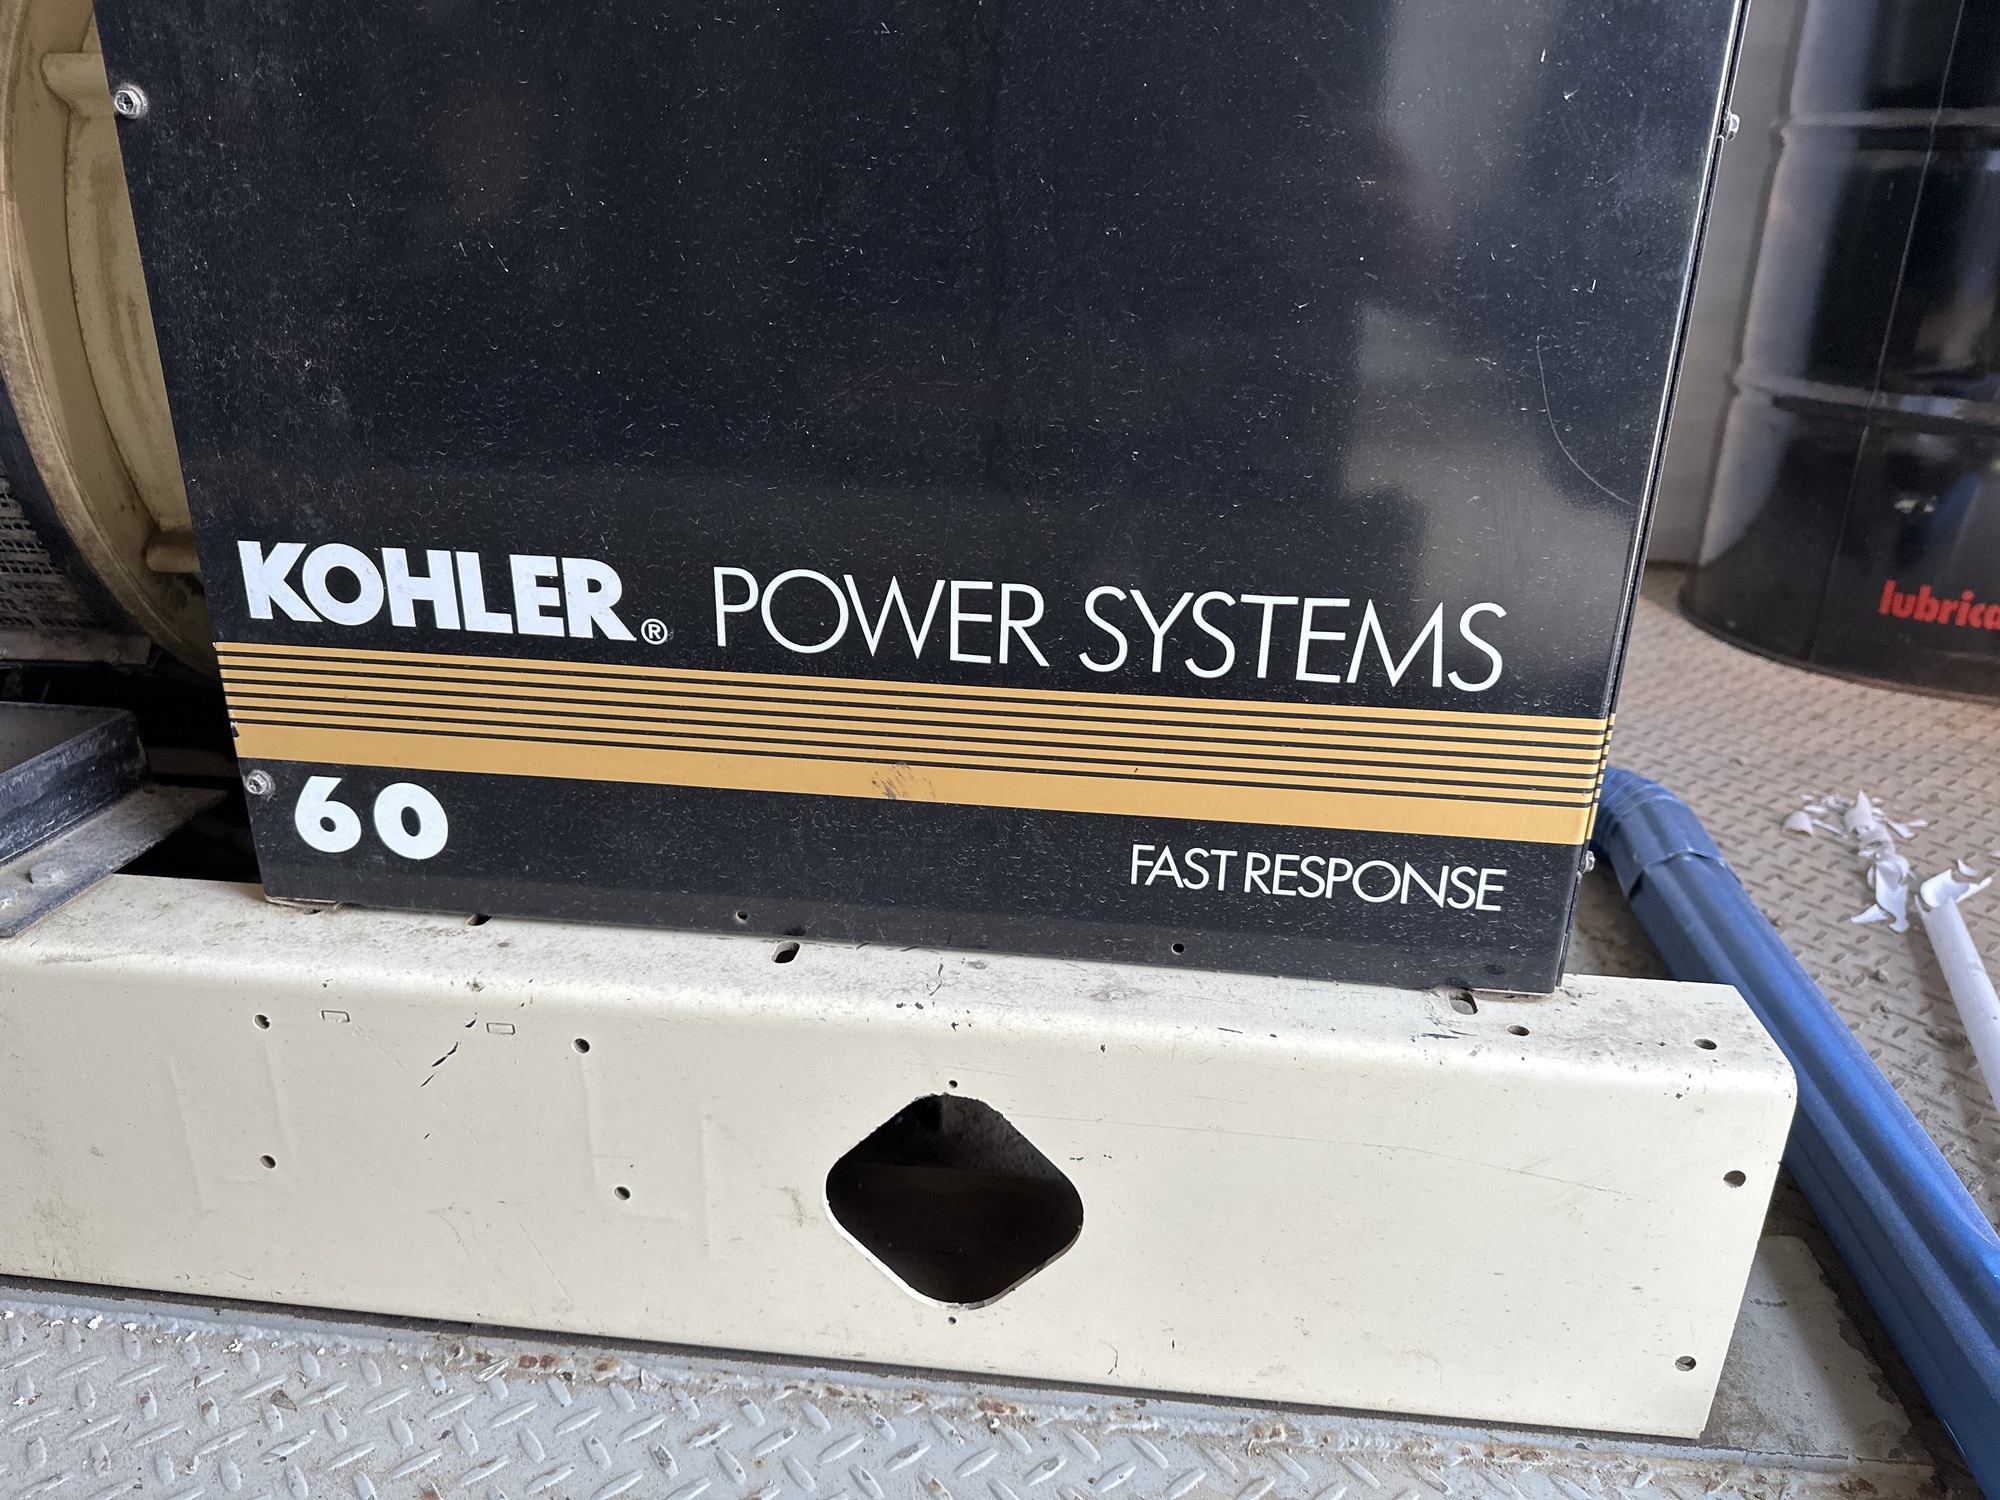 KOHLER® POWER SYSTEMS
60
FAST RESPONSE